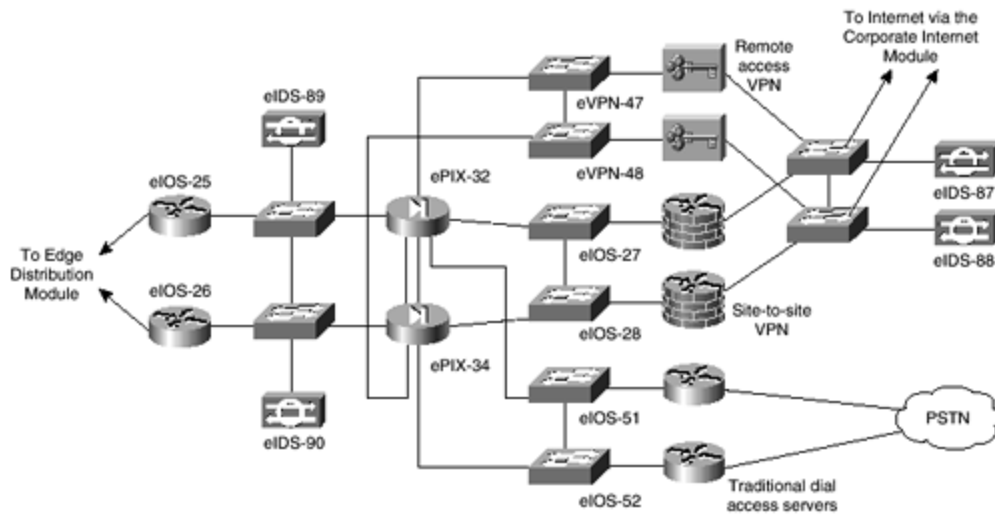 To Internet via the
Corporate Internet
Module
Remote
access
VPN
eIDS-89
eVPN-47
ePIX-32
eVPN-48
eIOS-25
eIDS-87
To Edge
Distribution
Module
eIOS-27
eIDS-88
eIOS-26
Site-to-site
VPN
eIOS-28
ePIX-34
eIDS-90
eIOS-51
PSTN
eIOS-52
Traditional dial
access servers